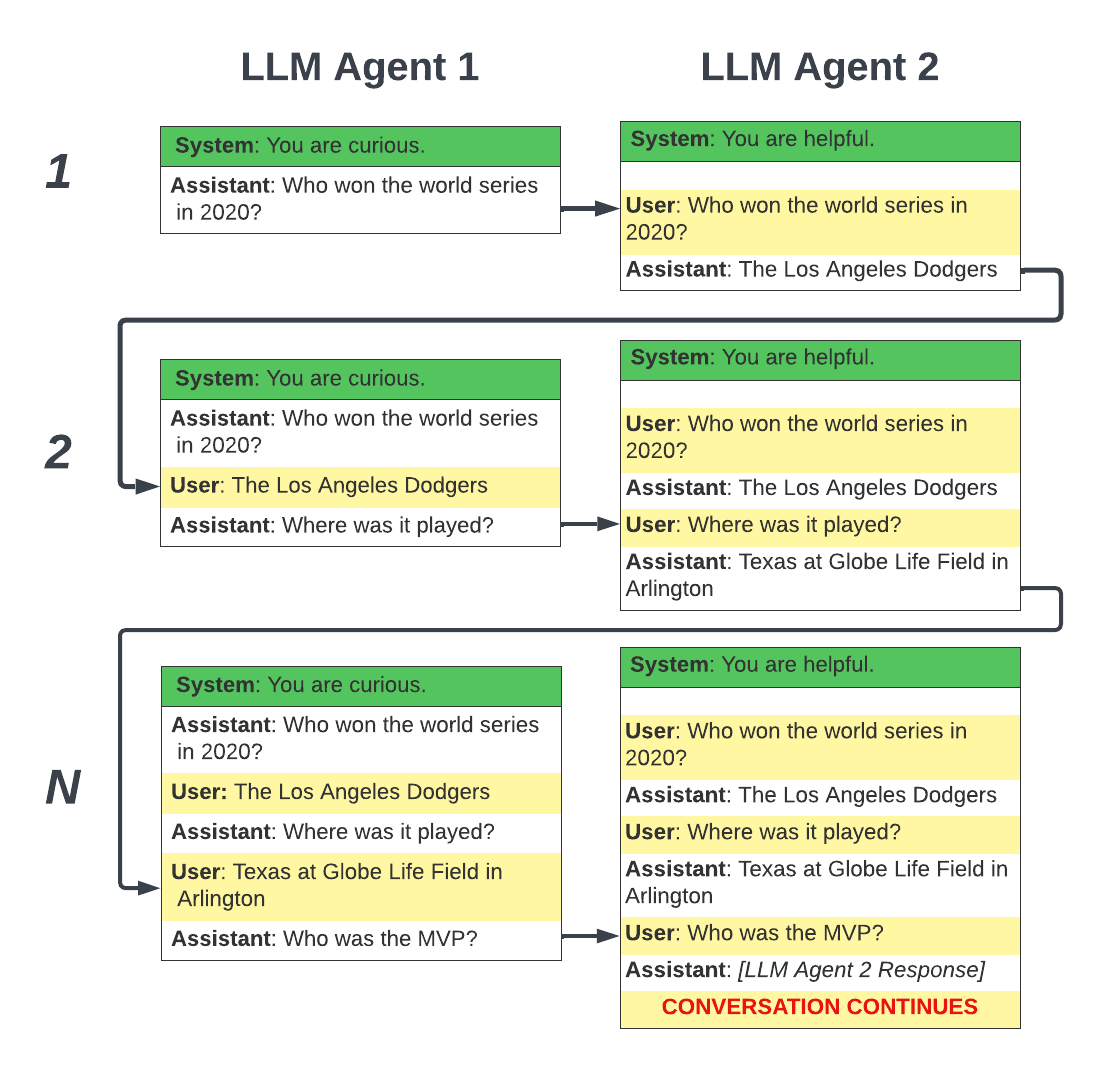 LLM Agent 1
LLM Agent 2
1
System: You are curious.
Assistant: Who won the world series
in 2020?
System: You are helpful.
User: Who won the world series in
2020?
Assistant: The Los Angeles Dodgers
2
System: You are curious.
Assistant: Who won the world series
in 2020?
User: The Los Angeles Dodgers
Assistant: Where was it played?
System: You are helpful.
User: Who won the world series in
2020?
Assistant: The Los Angeles Dodgers
User: Where was it played?
Assistant: Texas at Globe Life Field in
Arlington
N
System: You are curious.
Assistant: Who won the world series
in 2020?
User: The Los Angeles Dodgers
Assistant: Where was it played?
User: Texas at Globe Life Field in
Arlington
Assistant: Who was the MVP?
System: You are helpful.
User: Who won the world series in
2020?
Assistant: The Los Angeles Dodgers
User: Where was it played?
Assistant: Texas at Globe Life Field in
Arlington
User: Who was the MVP?
Assistant: [LLM Agent 2 Response]
CONVERSATION CONTINUES